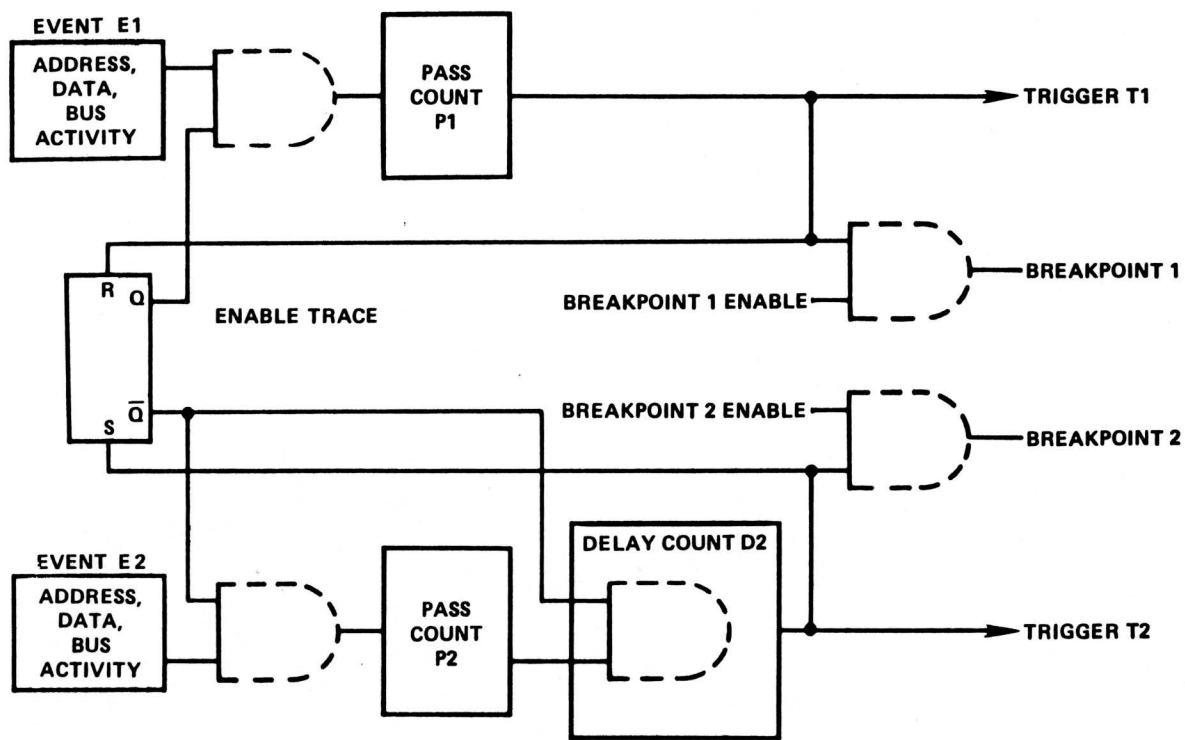 EVENT E1
ADDRESS,
DATA,
BUS
ACTIVITY
PASS
COUNT
P1
TRIGGER T1
R
Q
ENABLE TRACE
BREAKPOINT 1 ENABLE
BREAKPOINT 1
S
Q̅
BREAKPOINT 2 ENABLE
BREAKPOINT 2
EVENT E2
ADDRESS,
DATA,
BUS
ACTIVITY
PASS
COUNT
P2
DELAY COUNT D2
TRIGGER T2